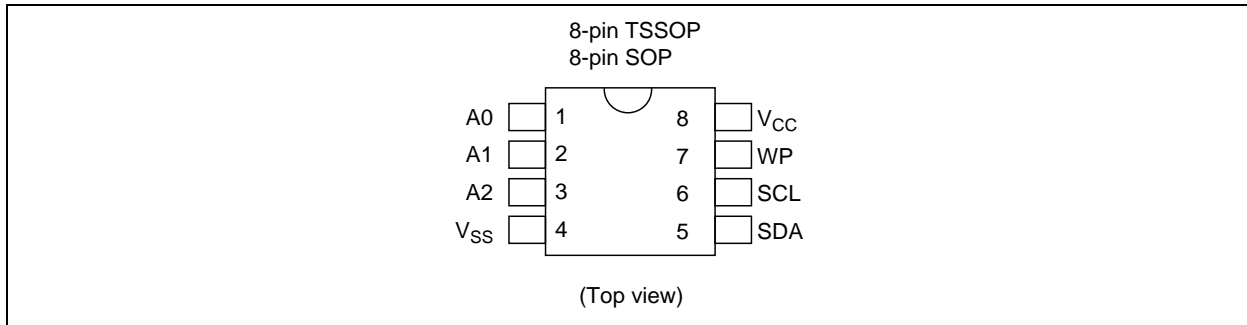 8-pin TSSOP
8-pin SOP
A0 1 8 VCC
A1 2 7 WP
A2 3 6 SCL
VSS 4 5 SDA
(Top view)